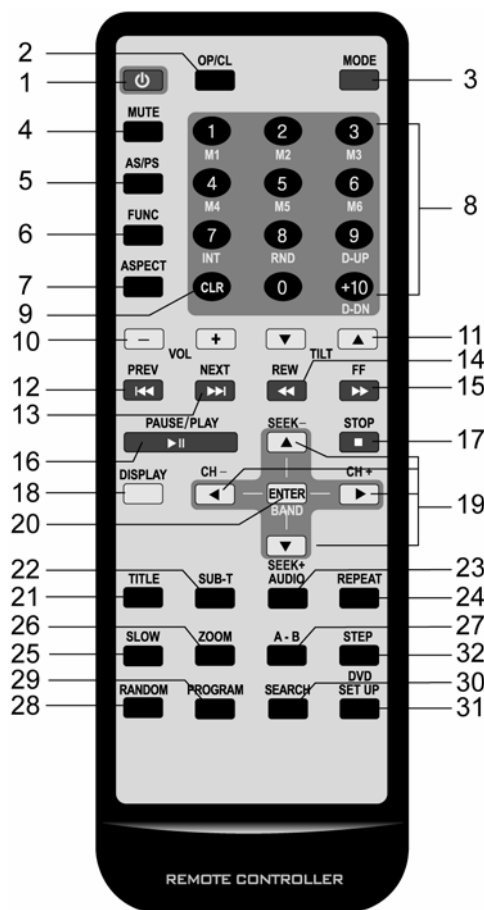 2 OP/CL MODE
1 3
MUTE
4 1 2 3
M1 M2 M3
AS/PS
5 4 5 6
M4 M5 M6 8
FUNC
6 7 8 9
INT RND D-UP
ASPECT
7 CLR 0 +10
9 D-DN
10 − + ▼ ▲ 11
VOL TILT 14
PREV NEXT REW FF
12 15
13
PAUSE/PLAY SEEK− STOP
16 17
DISPLAY CH − CH +
18 ENTER 19
20 BAND
SEEK+
22 AUDIO 23
TITLE SUB-T REPEAT
21 24
26 SLOW ZOOM A - B STEP 27
25 32
29 DVD 30
RANDOM PROGRAM SEARCH SET UP
28 31
REMOTE CONTROLLER